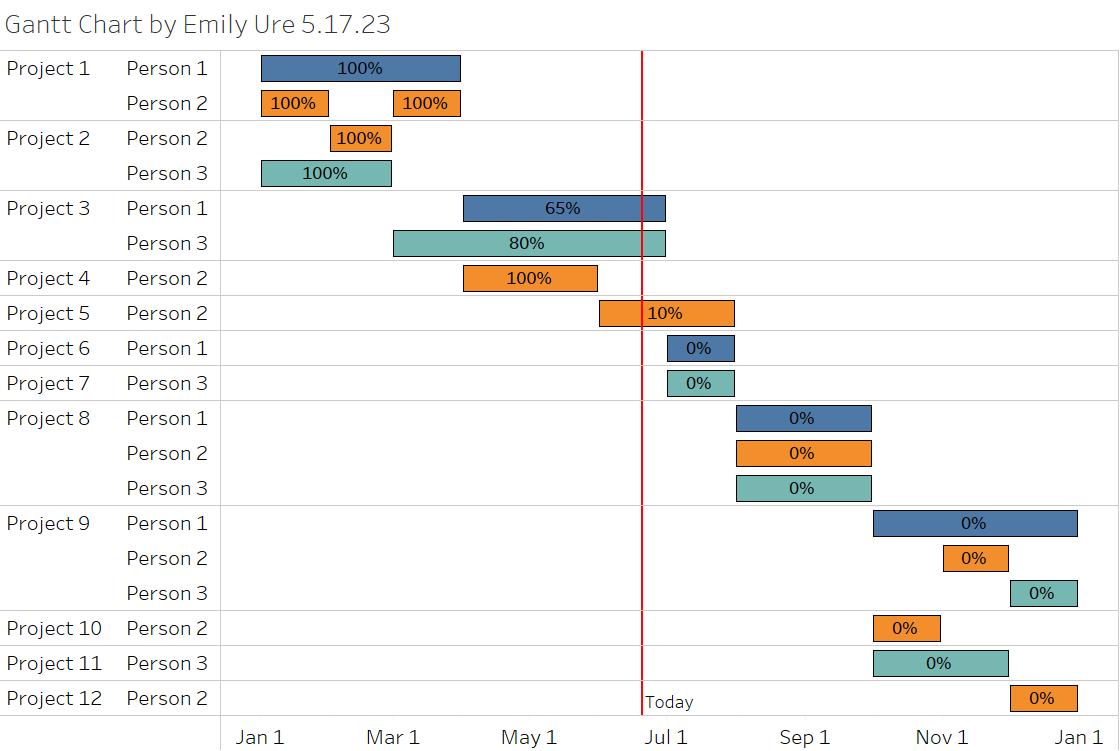 Gantt Chart by Emily Ure 5.17.23
Project 1 Person 1 100%
Person 2 100% 100%
Project 2 Person 2 100%
Person 3 100%
Project 3 Person 1 65%
Person 3 80%
Project 4 Person 2 100%
Project 5 Person 2 10%
Project 6 Person 1 0%
Project 7 Person 3 0%
Project 8 Person 1 0%
Person 2 0%
Person 3 0%
Project 9 Person 1 0%
Person 2 0%
Person 3 0%
Project 10 Person 2 0%
Project 11 Person 3 0%
Project 12 Person 2 0%
Today
Jan 1 Mar 1 May 1 Jul 1 Sep 1 Nov 1 Jan 1